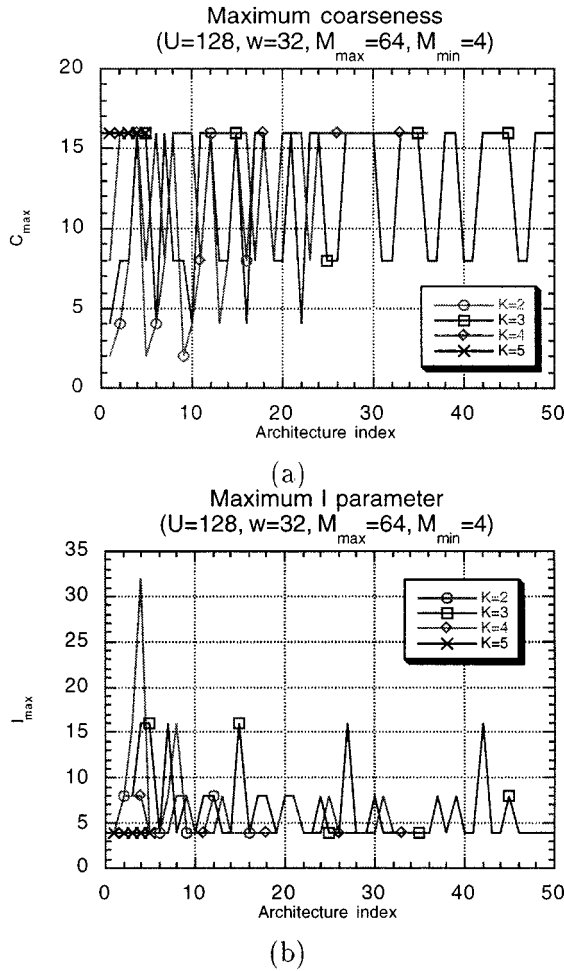 Maximum coarseness
(U=128, w=32, M_max=64, M_min=4)
20
15
10
5
0
C_max
K=2
K=3
K=4
K=5
0 10 20 30 40 50
Architecture index
(a)
Maximum I parameter
(U=128, w=32, M_max=64, M_min=4)
35
30
25
20
15
10
5
0
I_max
K=2
K=3
K=4
K=5
0 10 20 30 40 50
Architecture index
(b)